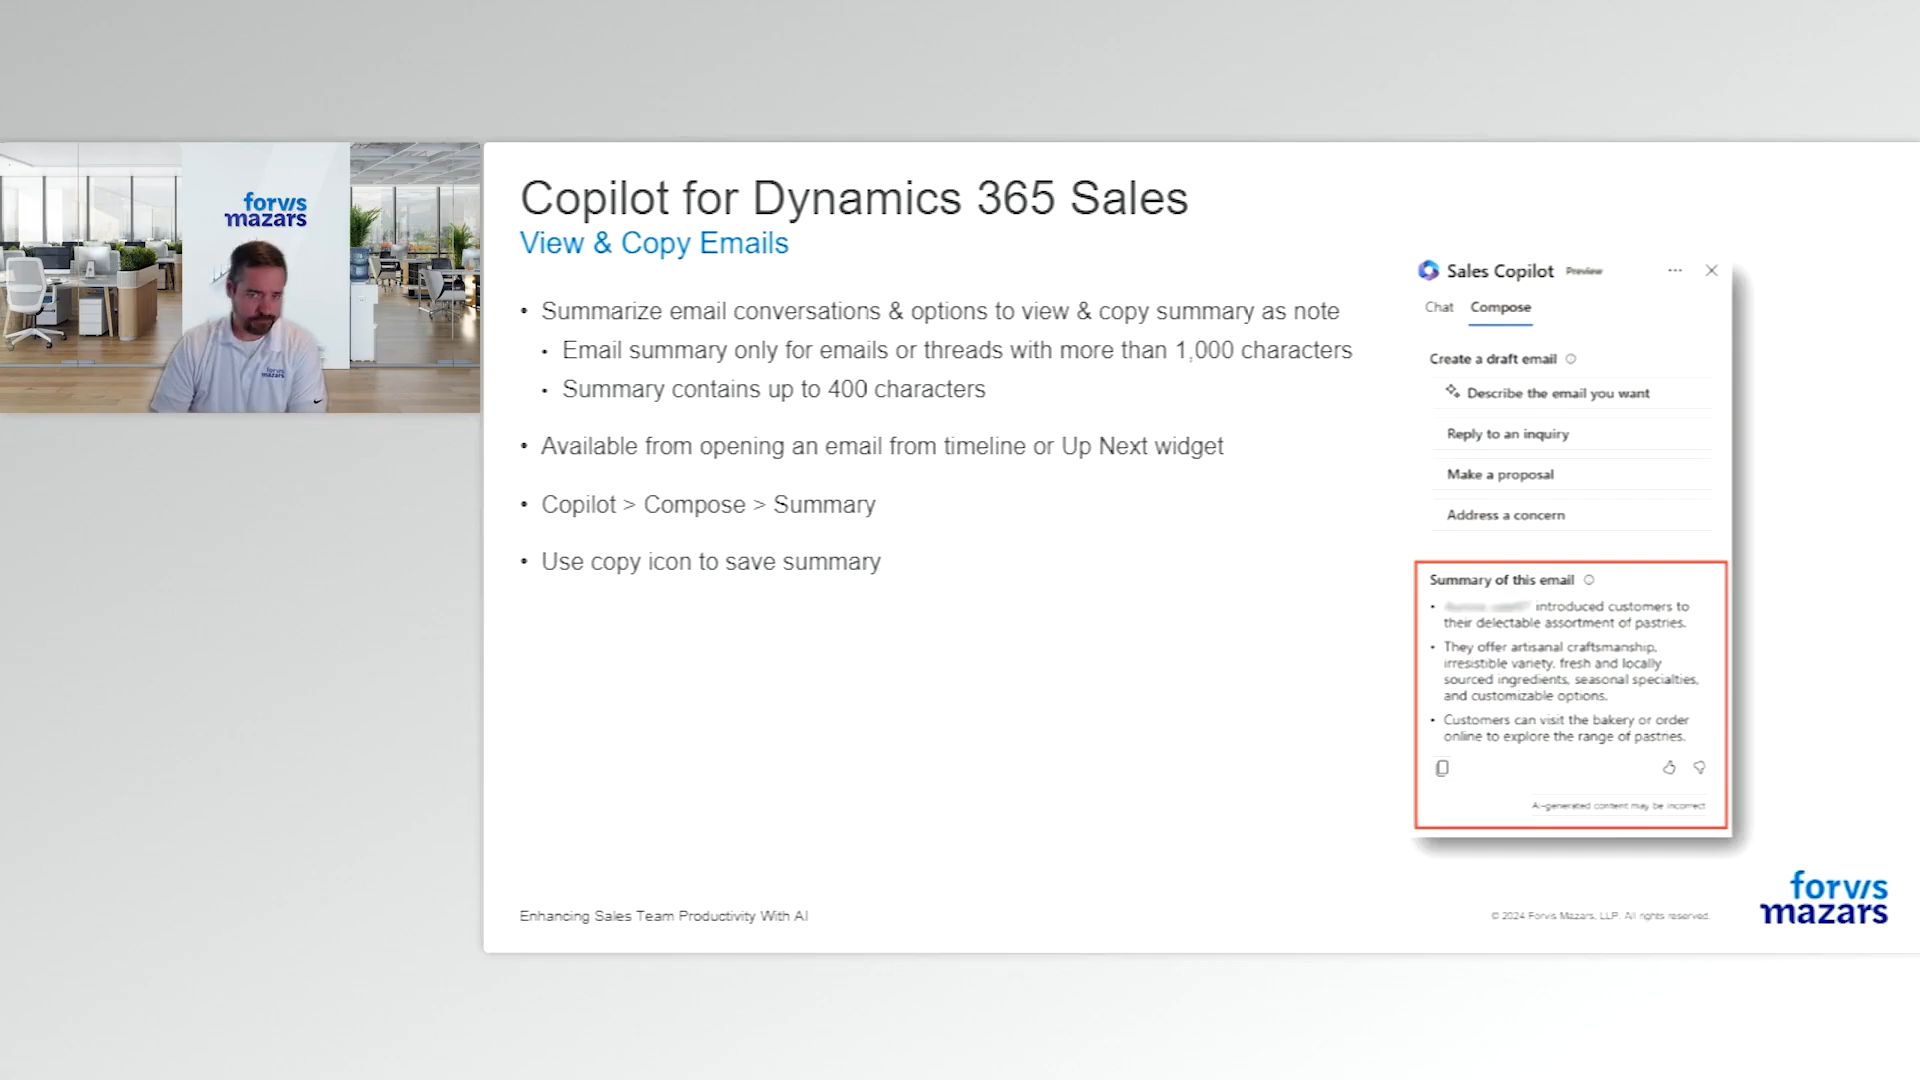 forvis
mazars
forvis
mazars
Copilot for Dynamics 365 Sales
View & Copy Emails
• Summarize email conversations & options to view & copy summary as note
• Email summary only for emails or threads with more than 1,000 characters
• Summary contains up to 400 characters
• Available from opening an email from timeline or Up Next widget
• Copilot > Compose > Summary
• Use copy icon to save summary
Sales Copilot Preview
Chat Compose
Create a draft email
Describe the email you want
Reply to an inquiry
Make a proposal
Address a concern
Summary of this email
• introduced customers to
their delectable assortment of pastries.
• They offer artisanal craftsmanship,
irresistible variety, fresh and locally
sourced ingredients, seasonal specialties,
and customizable options.
• Customers can visit the bakery or order
online to explore the range of pastries.
AI-generated content may be incorrect
Enhancing Sales Team Productivity With AI
© 2024 Forvis Mazars, LLP. All rights reserved.
forvis
mazars